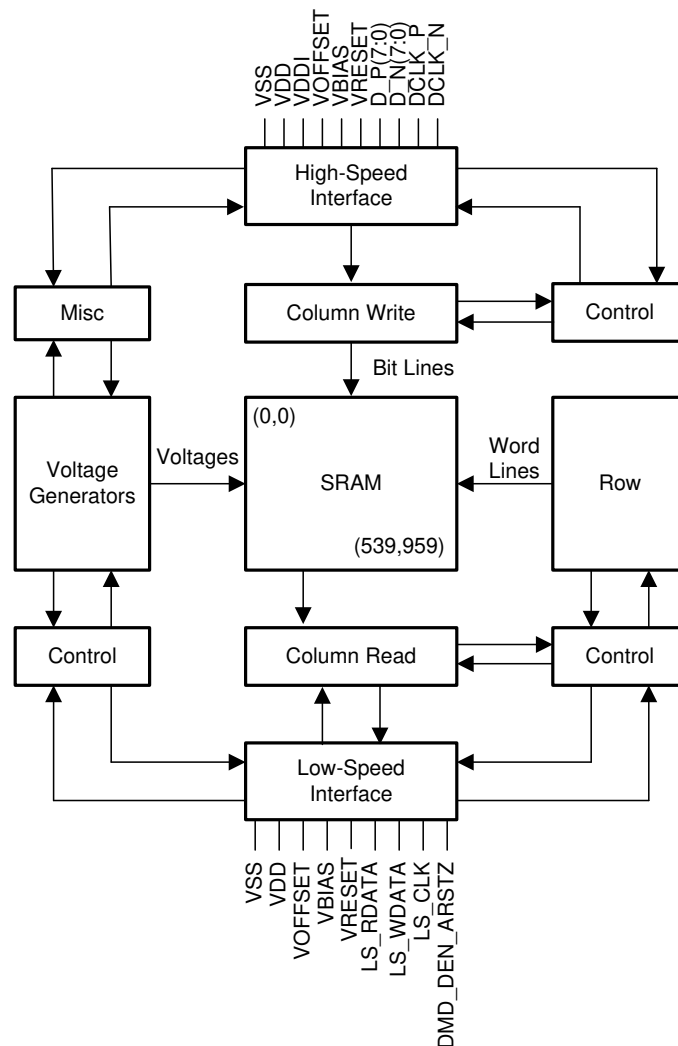 VSS
VDD
VDDI
VOFFSET
VBIAS
VRESET
D_P(7:0)
D_N(7:0)
DCLK_P
DCLK_N
High-Speed
Interface
Misc
Column Write
Control
Bit Lines
(0,0)
Voltage
Generators
Voltages
SRAM
Word
Lines
Row
(539,959)
Control
Column Read
Control
Low-Speed
Interface
VSS
VDD
VOFFSET
VBIAS
VRESET
LS_RDATA
LS_WDATA
LS_CLK
DMD_DEN_ARSTZ